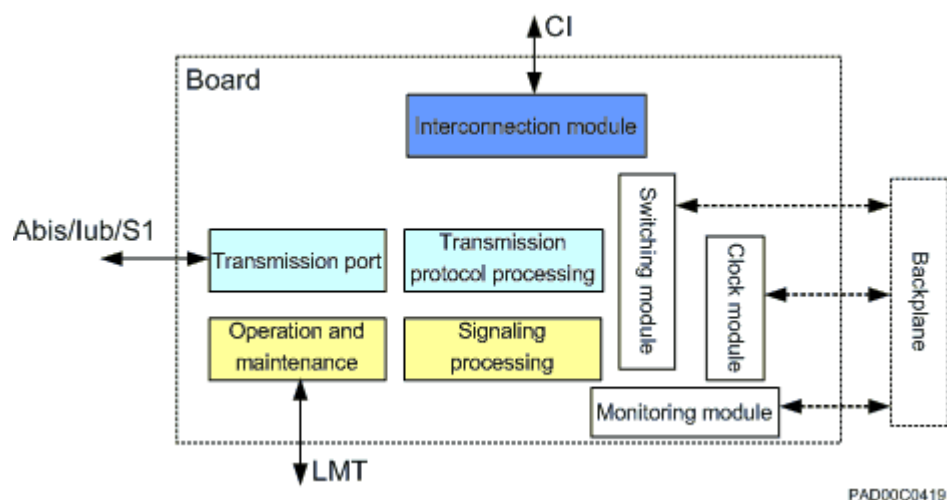 CI
Board
Interconnection module
Abis/Iub/S1
Transmission port
Transmission
protocol processing
Switching module
Clock module
Backplane
Operation and
maintenance
Signaling
processing
Monitoring module
LMT
PAD00C0419